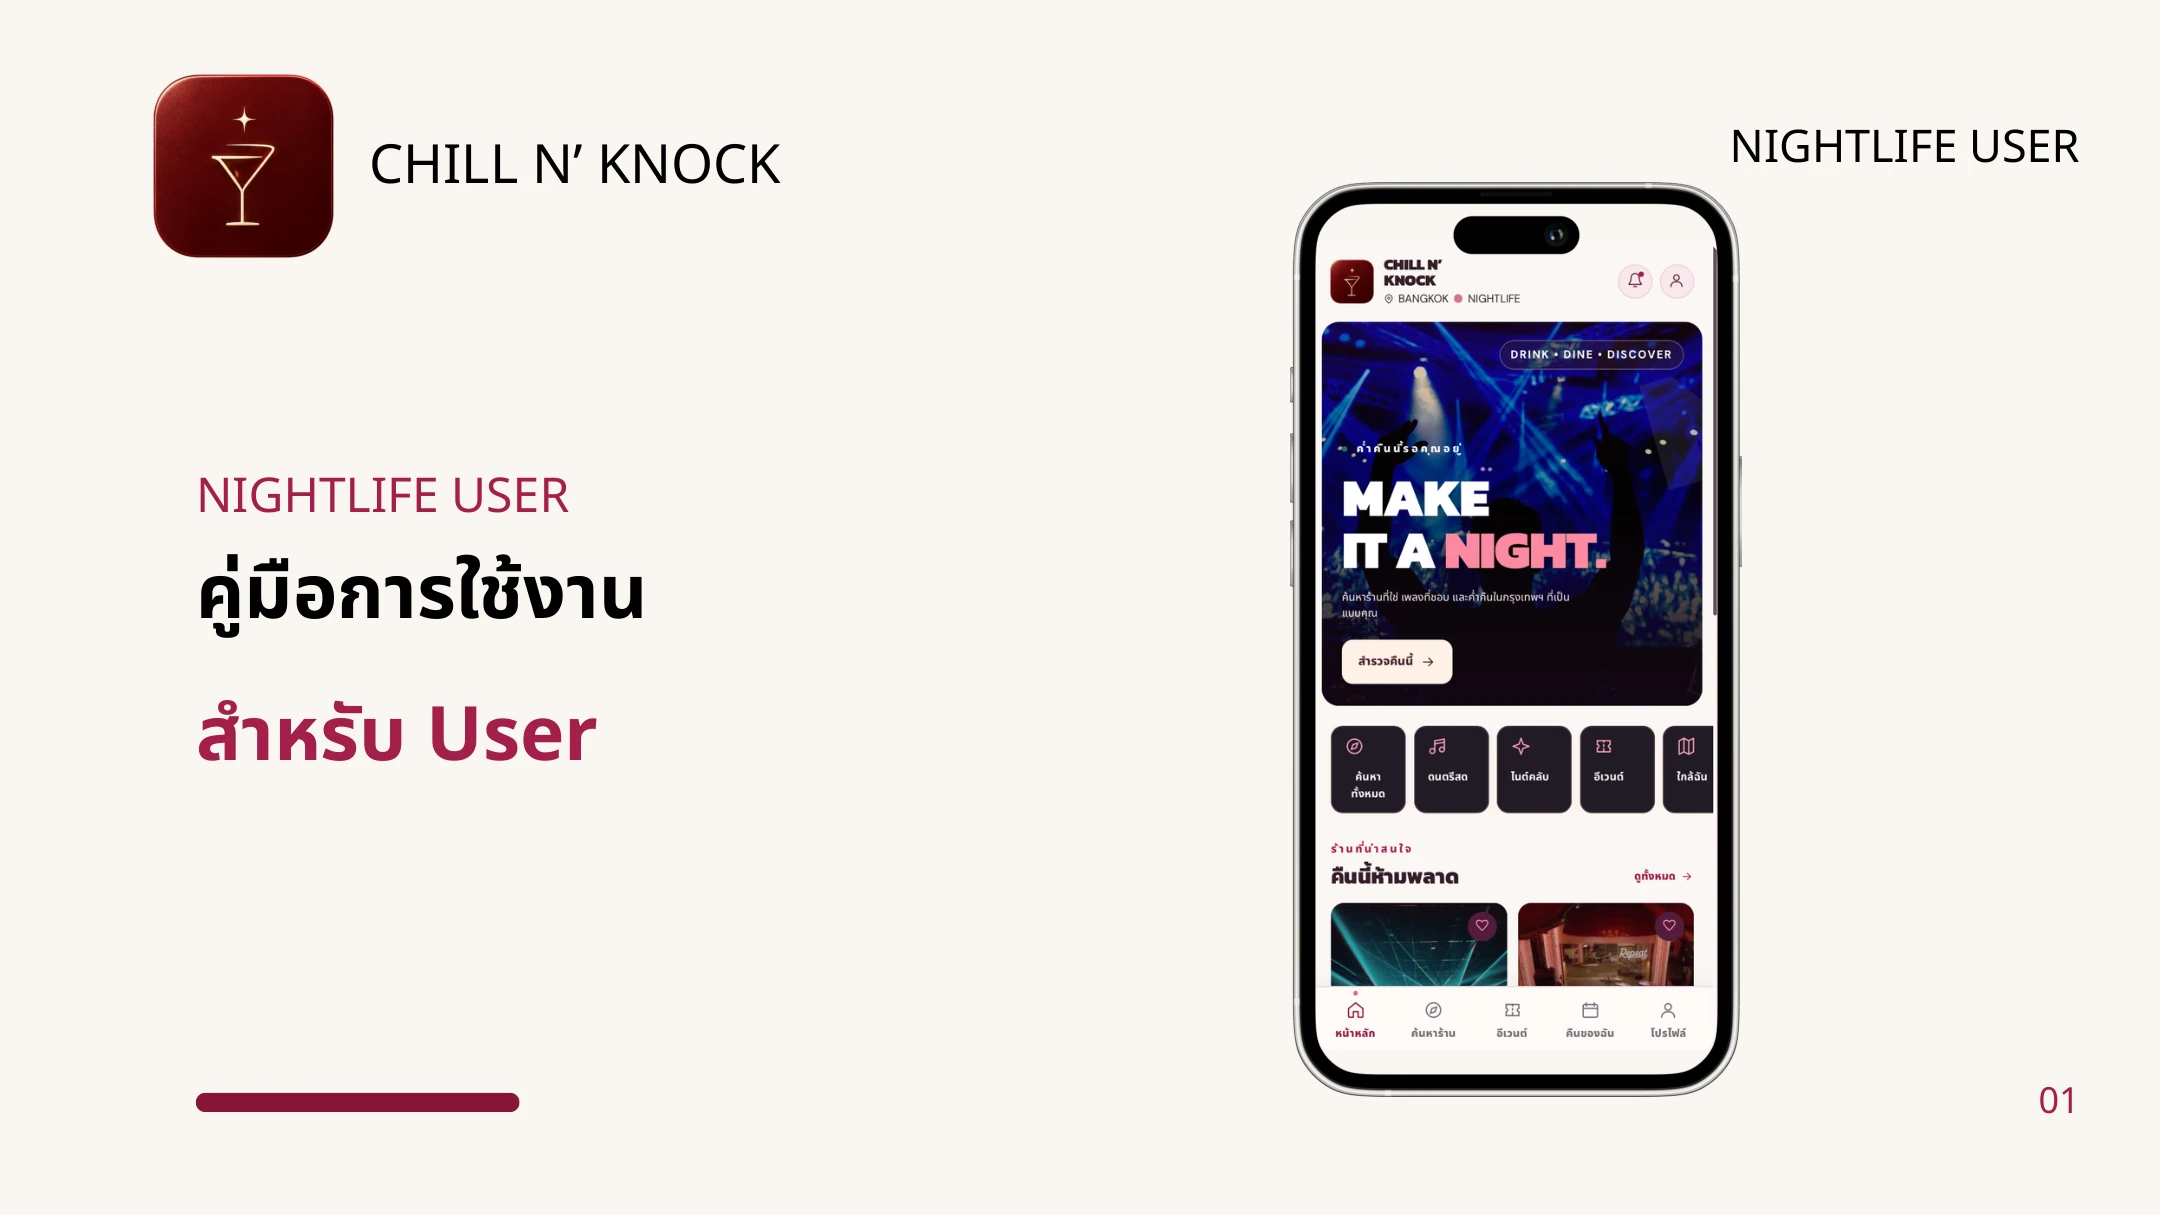 CHILL N’ KNOCK
NIGHTLIFE USER
NIGHTLIFE USER
คู่มือการใช้งาน
สำหรับ User
CHILL N’
KNOCK
BANGKOK NIGHTLIFE
DRINK • DINE • DISCOVER
ค่ำคืนนี้รอคุณอยู่
MAKE
IT A NIGHT.
ค้นหาร้านที่ใช่ เพลงที่ชอบ และค่ำคืนในกรุงเทพฯ ที่เป็น
แบบคุณ
สำรวจคืนนี้ →
ค้นหา
ทั้งหมด
ดนตรีสด
ไนต์คลับ
อีเวนต์
ใกล้ฉัน
ร้านที่น่าสนใจ
คืนนี้ห้ามพลาด
ดูทั้งหมด →
Repeat
หน้าหลัก
ค้นหาร้าน
อีเวนต์
คืนของฉัน
โปรไฟล์
01